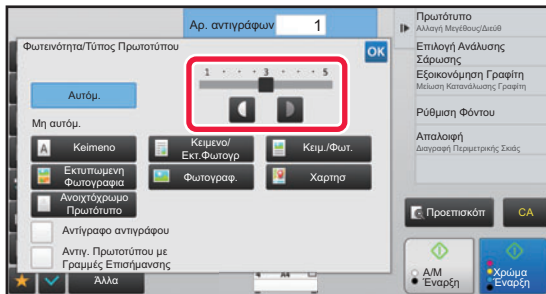 Αρ. αντιγράφων 1
Φωτεινότητα/Τύπος Πρωτοτύπου
OK
1 3 5
Αυτόμ.
Μη αυτόμ.
Keimeno
Κειμενο/
Εκτ.Φωτογρ
Κειμ./Φωτ.
Εκτυπωμενη
Φωτογραφια
Φωτογραφ.
Χαρτησ
Ανοιχτόχρωμο
Πρωτότυπο
Αντίγραφο αντιγράφου
Αντιγ. Πρωτοτύπου με
Γραμμές Επισήμανσης
Άλλα
A4
Πρωτότυπο
Αλλαγή Μεγέθους/Διεύθ
Επιλογή Ανάλυσης
Σάρωσης
Εξοικονόμηση Γραφίτη
Μείωση Κατανάλωσης Γραφίτη
Ρύθμιση Φόντου
Απαλοιφή
Διαγραφή Περιμετρικής Σκιάς
Προεπισκόπ
CA
Α/Μ
Έναρξη
Χρώμα
Έναρξη